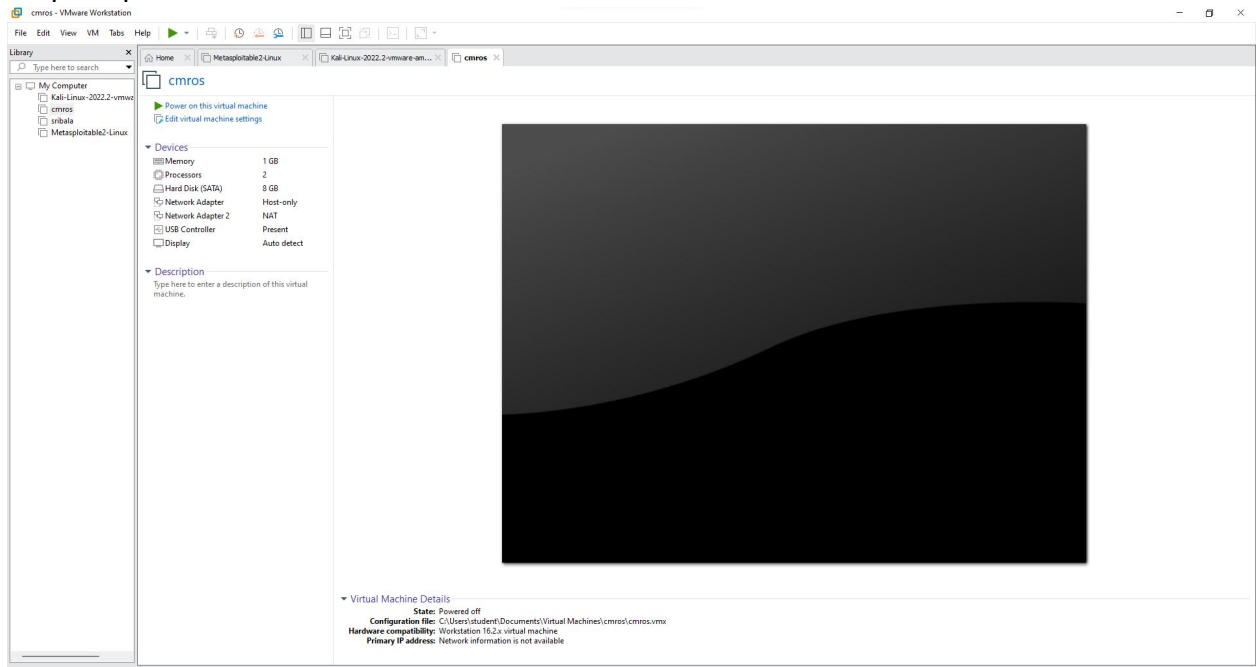 cmros - VMware Workstation
File Edit View VM Tabs Help
Library
Type here to search
My Computer
Kali-Linux-2022.2-vmwa
cmros
sribala
Metasploitable2-Linux
Home
Metasploitable2-Linux
Kali-Linux-2022.2-vmware-am...
cmros
cmros
Power on this virtual machine
Edit virtual machine settings
Devices
Memory 1 GB
Processors 2
Hard Disk (SATA) 8 GB
Network Adapter Host-only
Network Adapter 2 NAT
USB Controller Present
Display Auto detect
Description
Type here to enter a description of this virtual
machine.
Virtual Machine Details
State: Powered off
Configuration file: C:\Users\student\Documents\Virtual Machines\cmros\cmros.vmx
Hardware compatibility: Workstation 16.2.x virtual machine
Primary IP address: Network information is not available